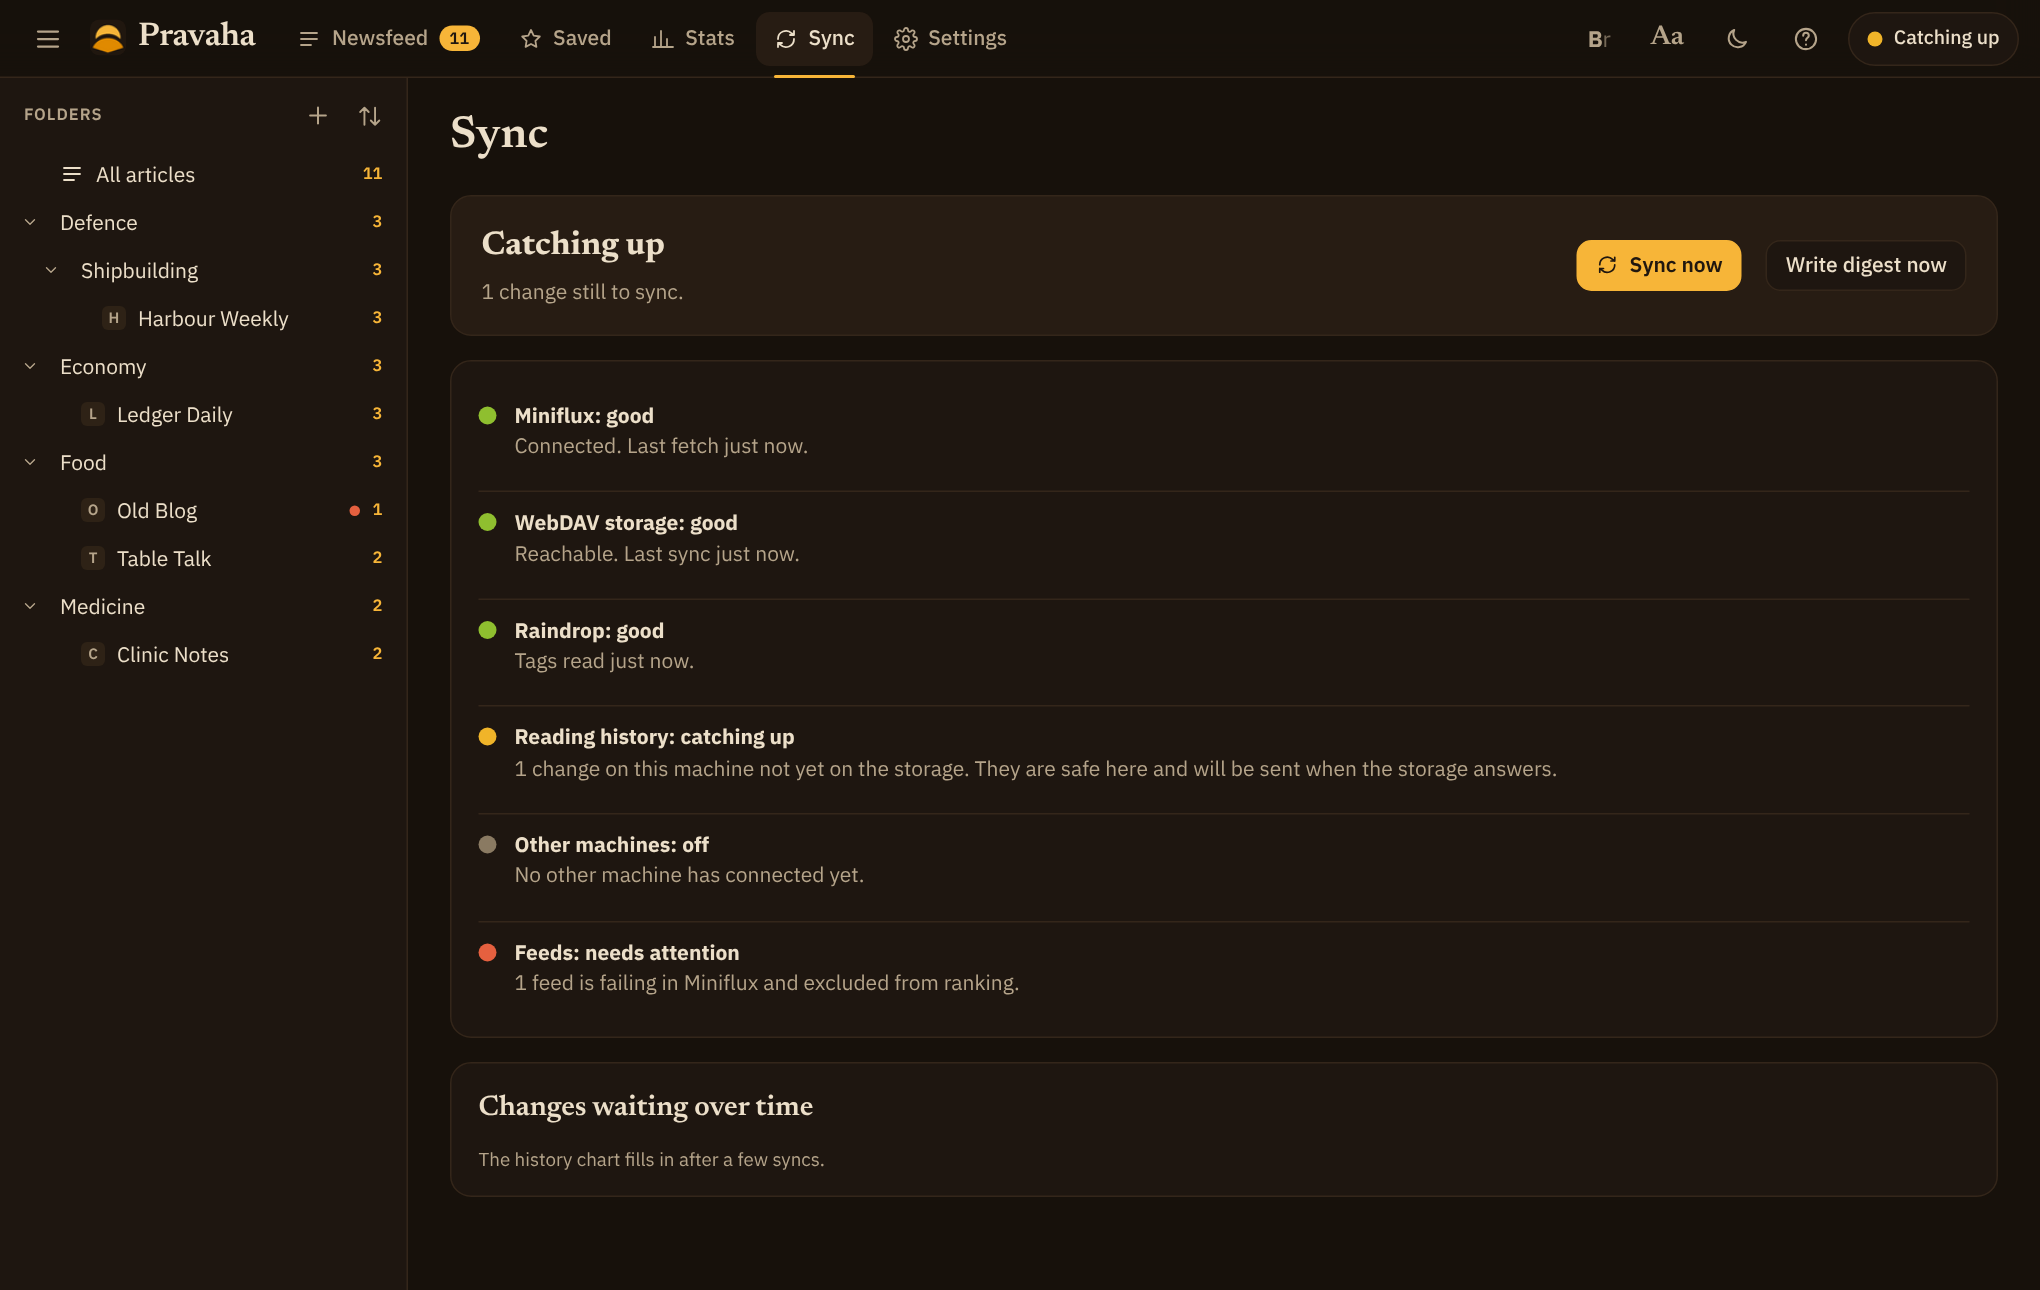 Pravaha
Newsfeed 11
Saved
Stats
Sync
Settings
Br
Aa
Catching up
FOLDERS
All articles 11
Defence 3
Shipbuilding 3
H Harbour Weekly 3
Economy 3
L Ledger Daily 3
Food 3
O Old Blog 1
T Table Talk 2
Medicine 2
C Clinic Notes 2
Sync
Catching up
1 change still to sync.
Sync now
Write digest now
Miniflux: good
Connected. Last fetch just now.
WebDAV storage: good
Reachable. Last sync just now.
Raindrop: good
Tags read just now.
Reading history: catching up
1 change on this machine not yet on the storage. They are safe here and will be sent when the storage answers.
Other machines: off
No other machine has connected yet.
Feeds: needs attention
1 feed is failing in Miniflux and excluded from ranking.
Changes waiting over time
The history chart fills in after a few syncs.